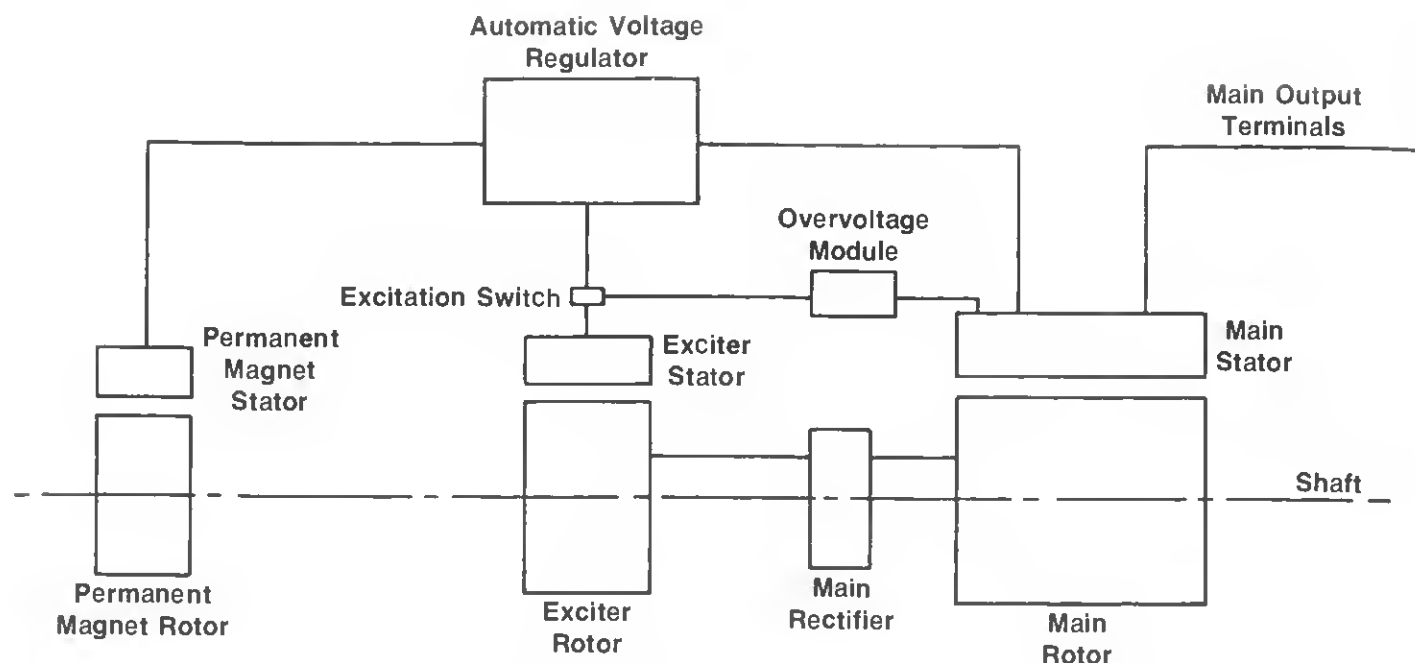 Automatic Voltage
Regulator
Main Output
Terminals
Overvoltage
Module
Excitation Switch
Permanent
Magnet
Stator
Exciter
Stator
Main
Stator
Shaft
Permanent
Magnet Rotor
Exciter
Rotor
Main
Rectifier
Main
Rotor